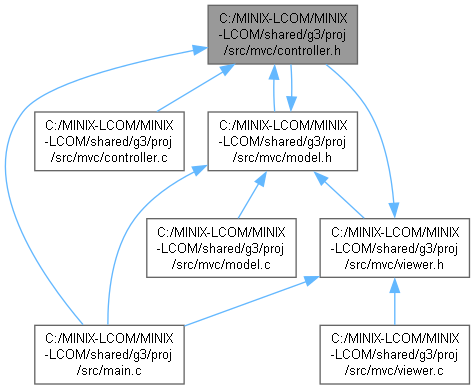 C:/MINIX-LCOM/MINIX
-LCOM/shared/g3/proj
/src/mvc/controller.h
C:/MINIX-LCOM/MINIX
-LCOM/shared/g3/proj
/src/mvc/controller.c
C:/MINIX-LCOM/MINIX
-LCOM/shared/g3/proj
/src/mvc/model.h
C:/MINIX-LCOM/MINIX
-LCOM/shared/g3/proj
/src/mvc/model.c
C:/MINIX-LCOM/MINIX
-LCOM/shared/g3/proj
/src/mvc/viewer.h
C:/MINIX-LCOM/MINIX
-LCOM/shared/g3/proj
/src/main.c
C:/MINIX-LCOM/MINIX
-LCOM/shared/g3/proj
/src/mvc/viewer.c